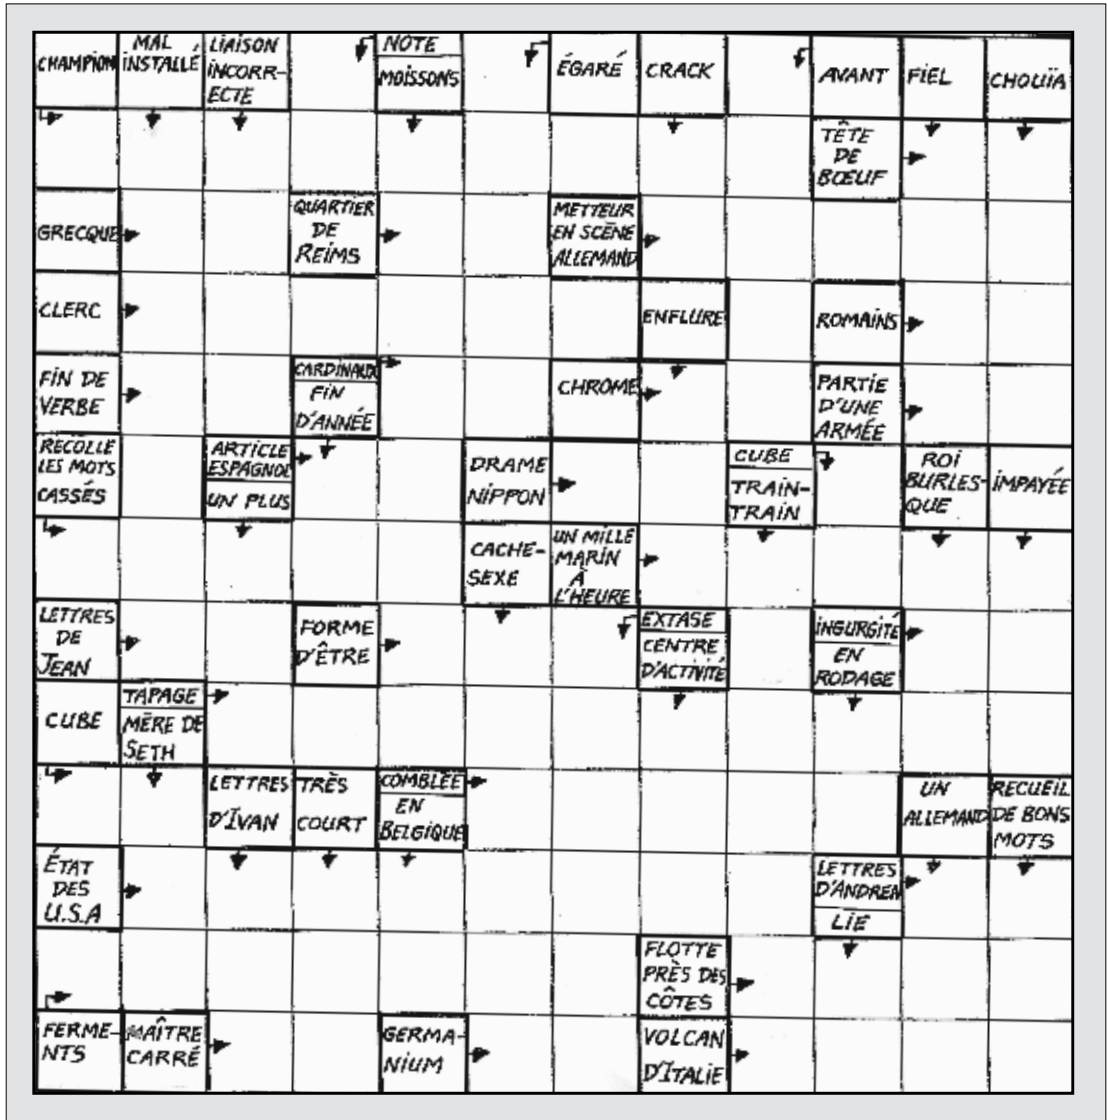 CHAMPION
MAL
INSTALLÉ
LIAISON
INCORR-
ECTE
NOTE
MOISSONS
ÉGARÉ
CRACK
AVANT
FIEL
CHOUÏA
TÊTE
DE
BŒUF
GRECQUE
QUARTIER
DE
REIMS
METTEUR
EN SCÈNE
ALLEMAND
CLERC
ENFLURE
ROMAINS
FIN DE
VERBE
CARDINAUX
FIN
D'ANNÉE
CHROME
PARTIE
D'UNE
ARMÉE
RECOLLE
LES MOTS
CASSÉS
ARTICLE
ESPAGNOL
UN PLUS
DRAME
NIPPON
CUBE
TRAIN-
TRAIN
ROI
BURLES-
QUE
IMPAYÉE
CACHE-
SEXE
UN MILLE
MARIN
À
L'HEURE
LETTRES
DE
JEAN
FORME
D'ÊTRE
EXTASE
CENTRE
D'ACTIVITÉ
INGURGITÉ
EN
RODAGE
CUBE
TAPAGE
MÈRE DE
SETH
LETTRES
D'IVAN
TRÈS
COURT
COMBLÉE
EN
BELGIQUE
UN
ALLEMAND
RECUEIL
DE BONS
MOTS
ÉTAT
DES
U.S.A
LETTRES
D'ANDREN
LIE
FLOTTE
PRÈS DES
CÔTES
FERME-
NTS
MAÎTRE
CARRÉ
GERMA-
NIUM
VOLCAN
D'ITALIE